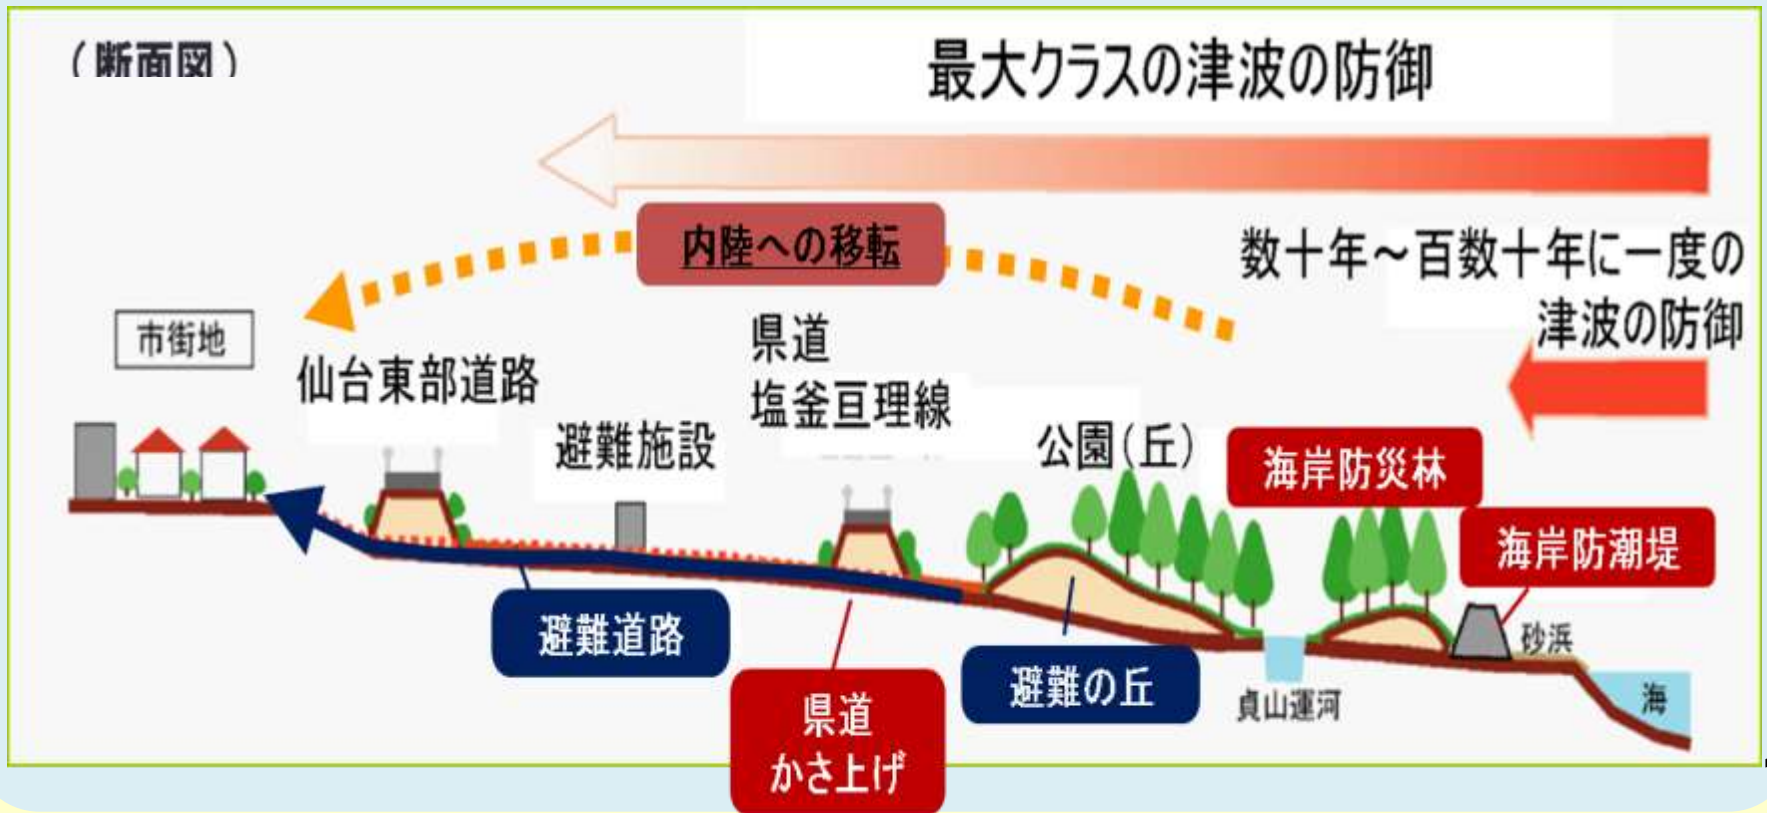 （断面図）
最大クラスの津波の防御
内陸への移転
数十年～百数十年に一度の
津波の防御
市街地
仙台東部道路
県道
塩釜亘理線
避難施設
公園（丘）
海岸防災林
海岸防潮堤
避難道路
避難の丘
砂浜
貞山運河
海
県道
かさ上げ